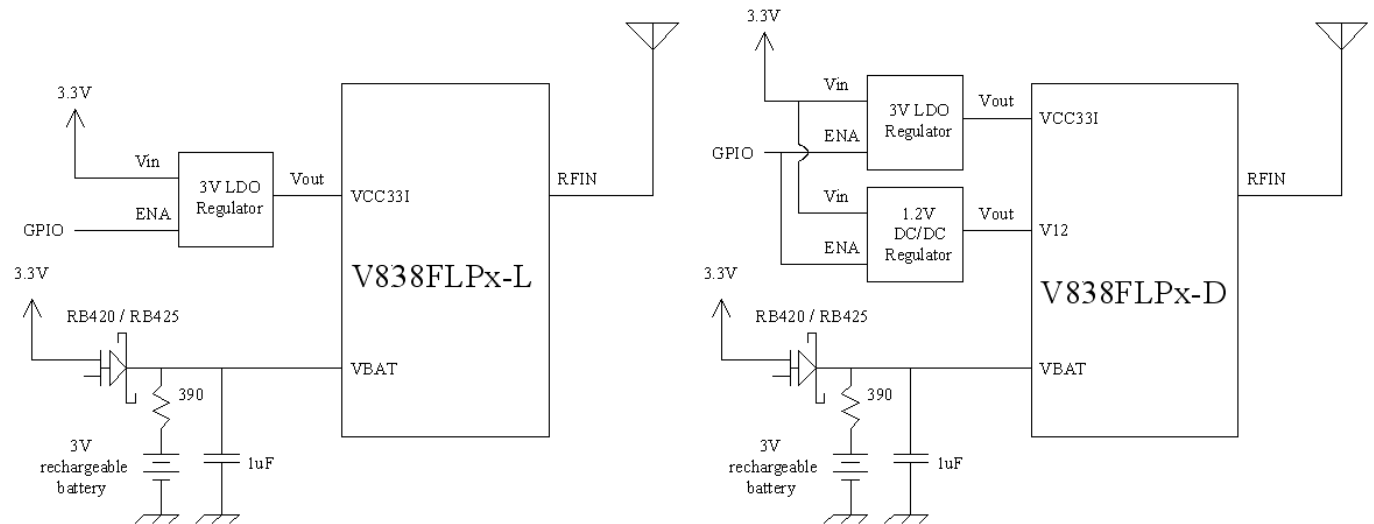 3.3V
Vin
3V LDO
Regulator
Vout
ENA
GPIO
VCC33I
RFIN
V838FLPx-L
3.3V
RB420 / RB425
VBAT
390
3V
rechargeable
battery
1uF
3.3V
Vin
3V LDO
Regulator
Vout
ENA
GPIO
VCC33I
Vin
1.2V
DC/DC
Regulator
Vout
ENA
V12
RFIN
V838FLPx-D
3.3V
RB420 / RB425
VBAT
390
3V
rechargeable
battery
1uF